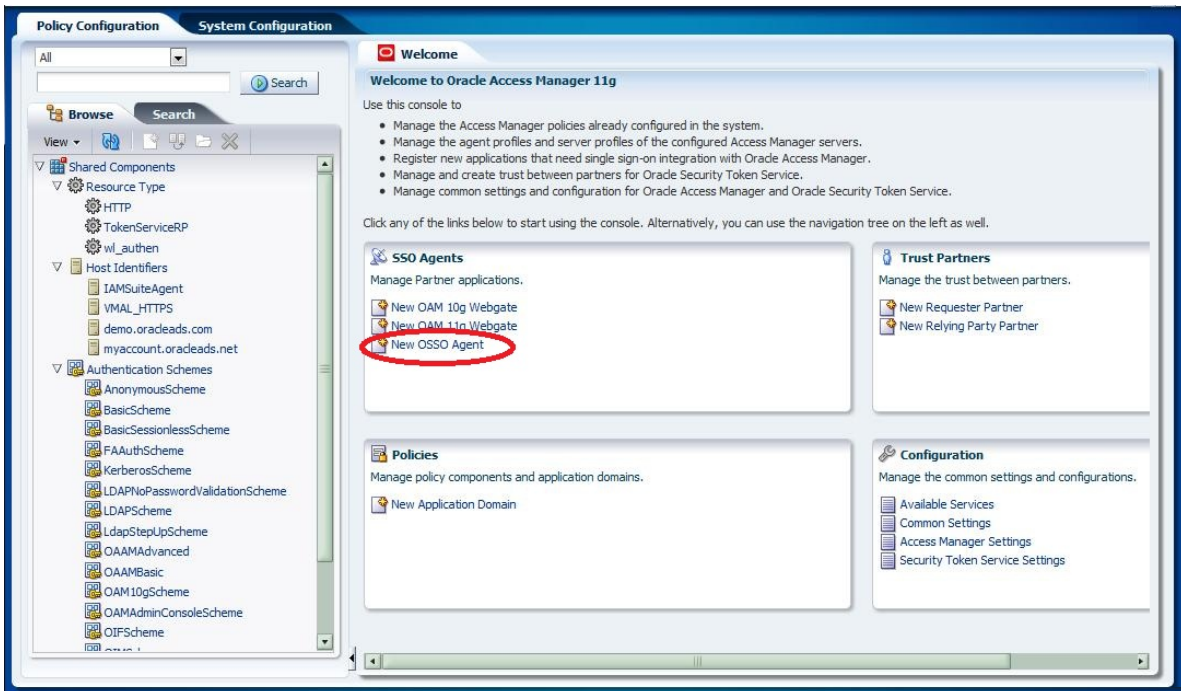 Policy Configuration
System Configuration
All
Search
Browse
Search
View
Shared Components
Resource Type
HTTP
TokenServiceRP
wl_authen
Host Identifiers
IAMSuiteAgent
VMAL_HTTPS
demo.oracleads.com
myaccount.oracleads.net
Authentication Schemes
AnonymousScheme
BasicScheme
BasicSessionlessScheme
FAAuthScheme
KerberosScheme
LDAPNoPasswordValidationScheme
LDAPScheme
LdapStepUpScheme
OAAMAdvanced
OAAMBasic
OAM10gScheme
OAMAdminConsoleScheme
OIFScheme
Welcome
Welcome to Oracle Access Manager 11g
Use this console to
• Manage the Access Manager policies already configured in the system.
• Manage the agent profiles and server profiles of the configured Access Manager servers.
• Register new applications that need single sign-on integration with Oracle Access Manager.
• Manage and create trust between partners for Oracle Security Token Service.
• Manage common settings and configuration for Oracle Access Manager and Oracle Security Token Service.
Click any of the links below to start using the console. Alternatively, you can use the navigation tree on the left as well.
SSO Agents
Manage Partner applications.
New OAM 10g Webgate
New OAM 11g Webgate
New OSSO Agent
Trust Partners
Manage the trust between partners.
New Requester Partner
New Relying Party Partner
Policies
Manage policy components and application domains.
New Application Domain
Configuration
Manage the common settings and configurations.
Available Services
Common Settings
Access Manager Settings
Security Token Service Settings